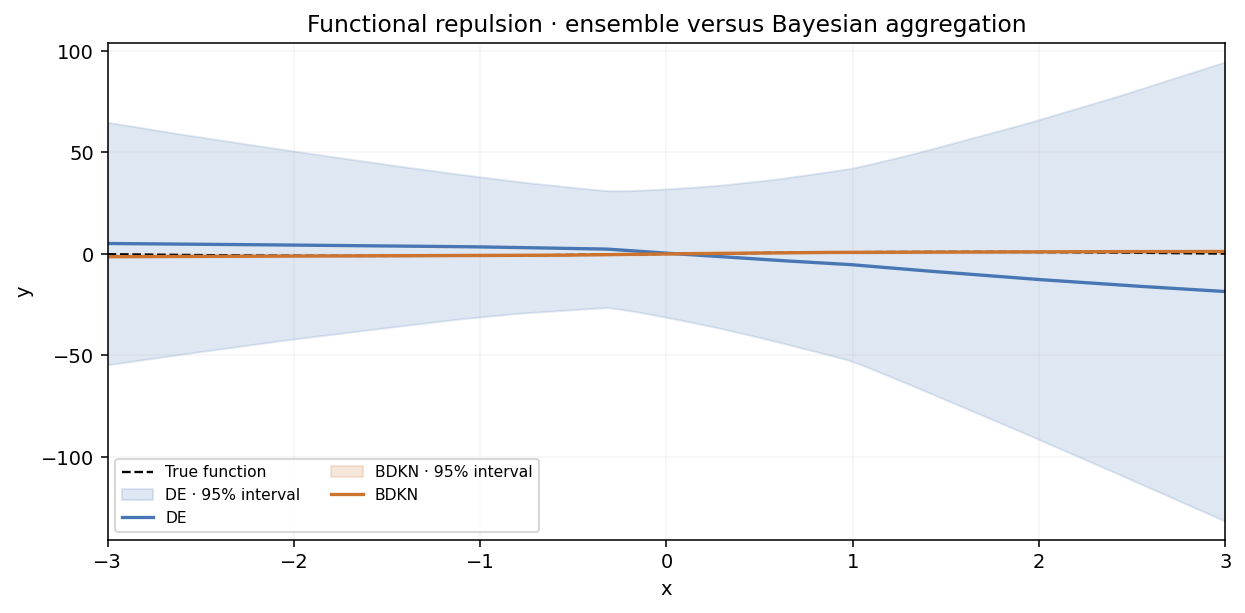 Functional repulsion · ensemble versus Bayesian aggregation
100
50
0
−50
−100
y
True function
DE · 95% interval
DE
BDKN · 95% interval
BDKN
−3
−2
−1
0
1
2
3
x